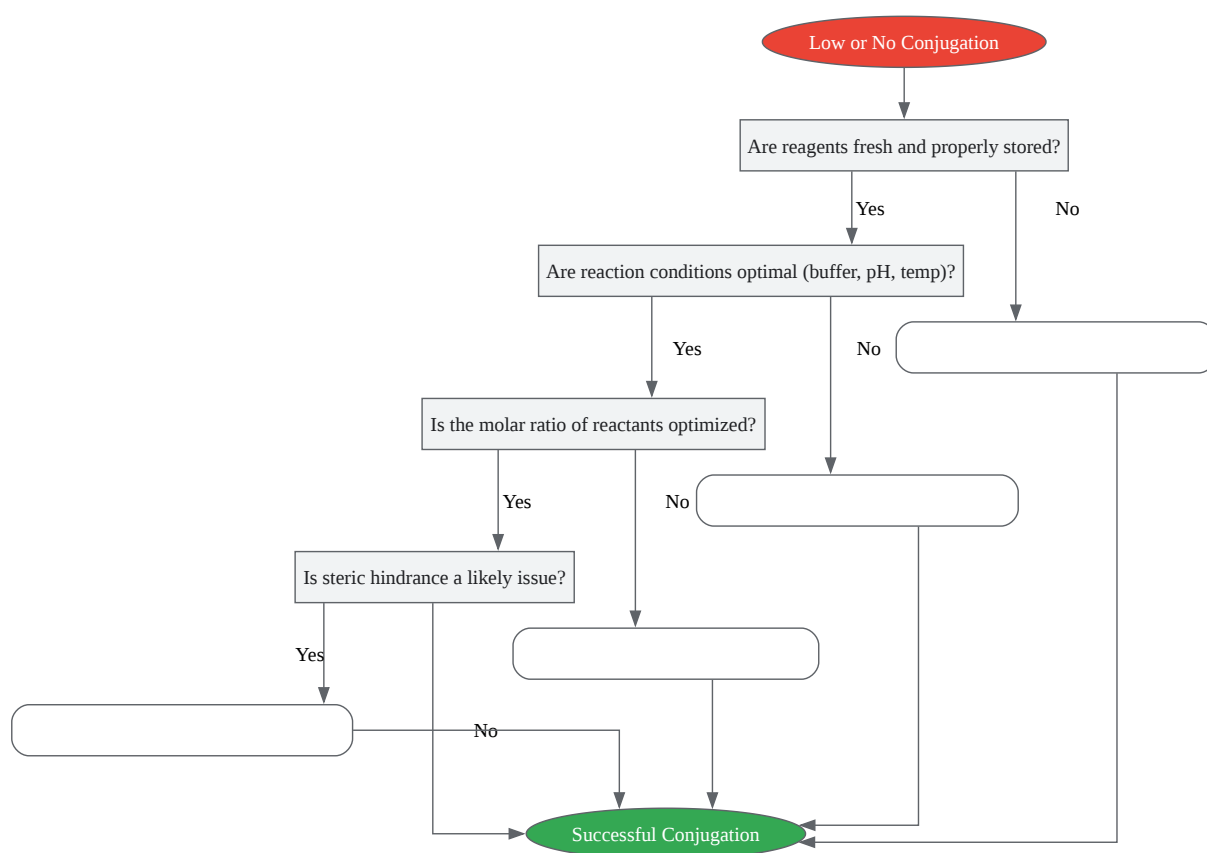 Low or No Conjugation
Are reagents fresh and properly stored?
Yes
No
Are reaction conditions optimal (buffer, pH, temp)?
Yes
No
Is the molar ratio of reactants optimized?
Yes
No
Is steric hindrance a likely issue?
Yes
No
Successful Conjugation